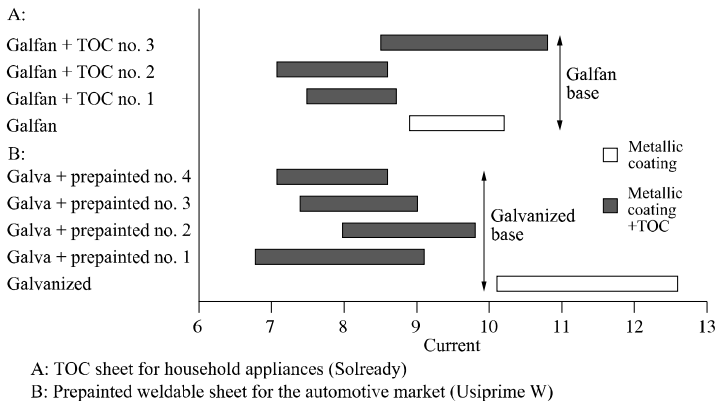 A:
Galfan + TOC no. 3
Galfan + TOC no. 2
Galfan + TOC no. 1
Galfan
Galfan
base
B:
Galva + prepainted no. 4
Galva + prepainted no. 3
Galva + prepainted no. 2
Galva + prepainted no. 1
Galvanized
Galvanized
base
Metallic
coating
Metallic
coating
+TOC
6 7 8 9 10 11 12 13
Current
A: TOC sheet for household appliances (Solready)
B: Prepainted weldable sheet for the automotive market (Usiprime W)